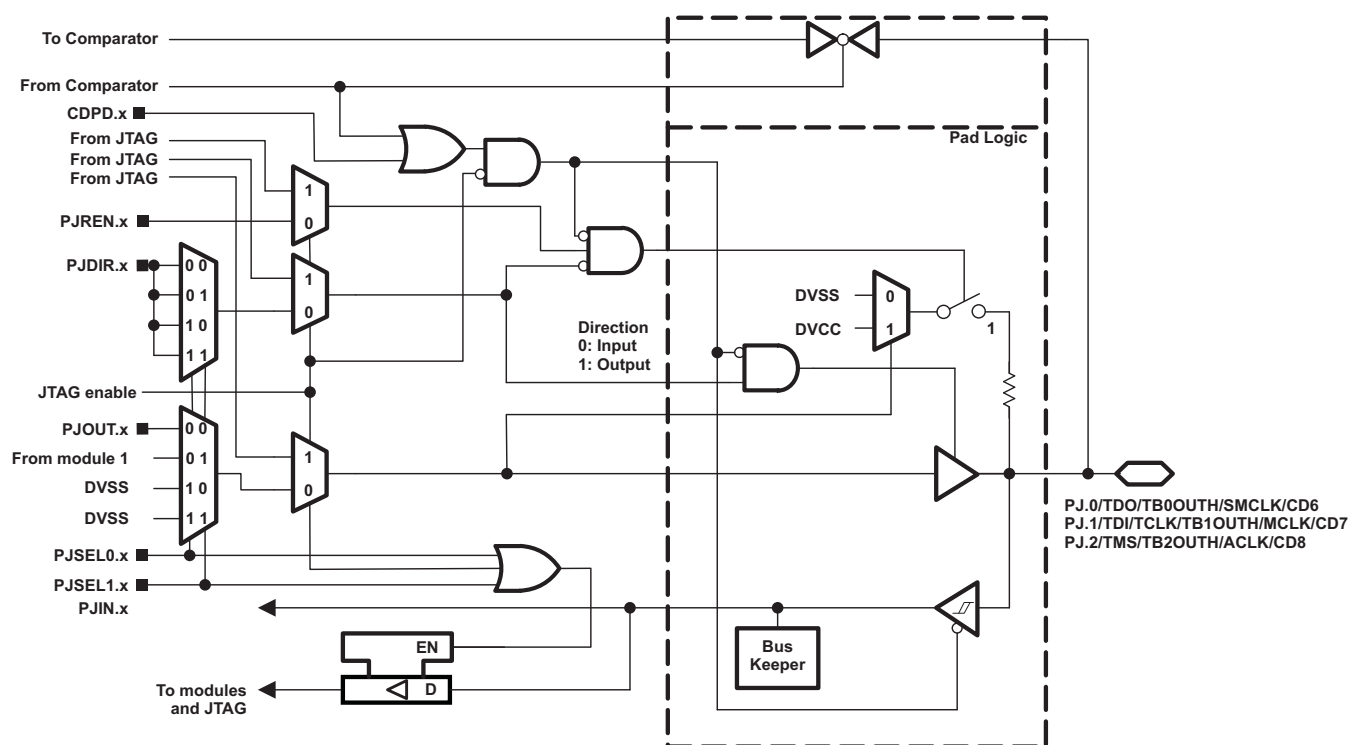 To Comparator
From Comparator
CDPD.x
From JTAG
From JTAG
From JTAG
PJREN.x
PJDIR.x
JTAG enable
PJOUT.x
From module 1
DVSS
DVSS
PJSEL0.x
PJSEL1.x
PJIN.x
To modules
and JTAG
0 0
0 1
1 0
1 1
0 0
0 1
1 0
1 1
1
0
1
0
1
0
EN
D
Direction
0: Input
1: Output
Pad Logic
DVSS
DVCC
0
1
1
Bus
Keeper
PJ.0/TDO/TB0OUTH/SMCLK/CD6
PJ.1/TDI/TCLK/TB1OUTH/MCLK/CD7
PJ.2/TMS/TB2OUTH/ACLK/CD8